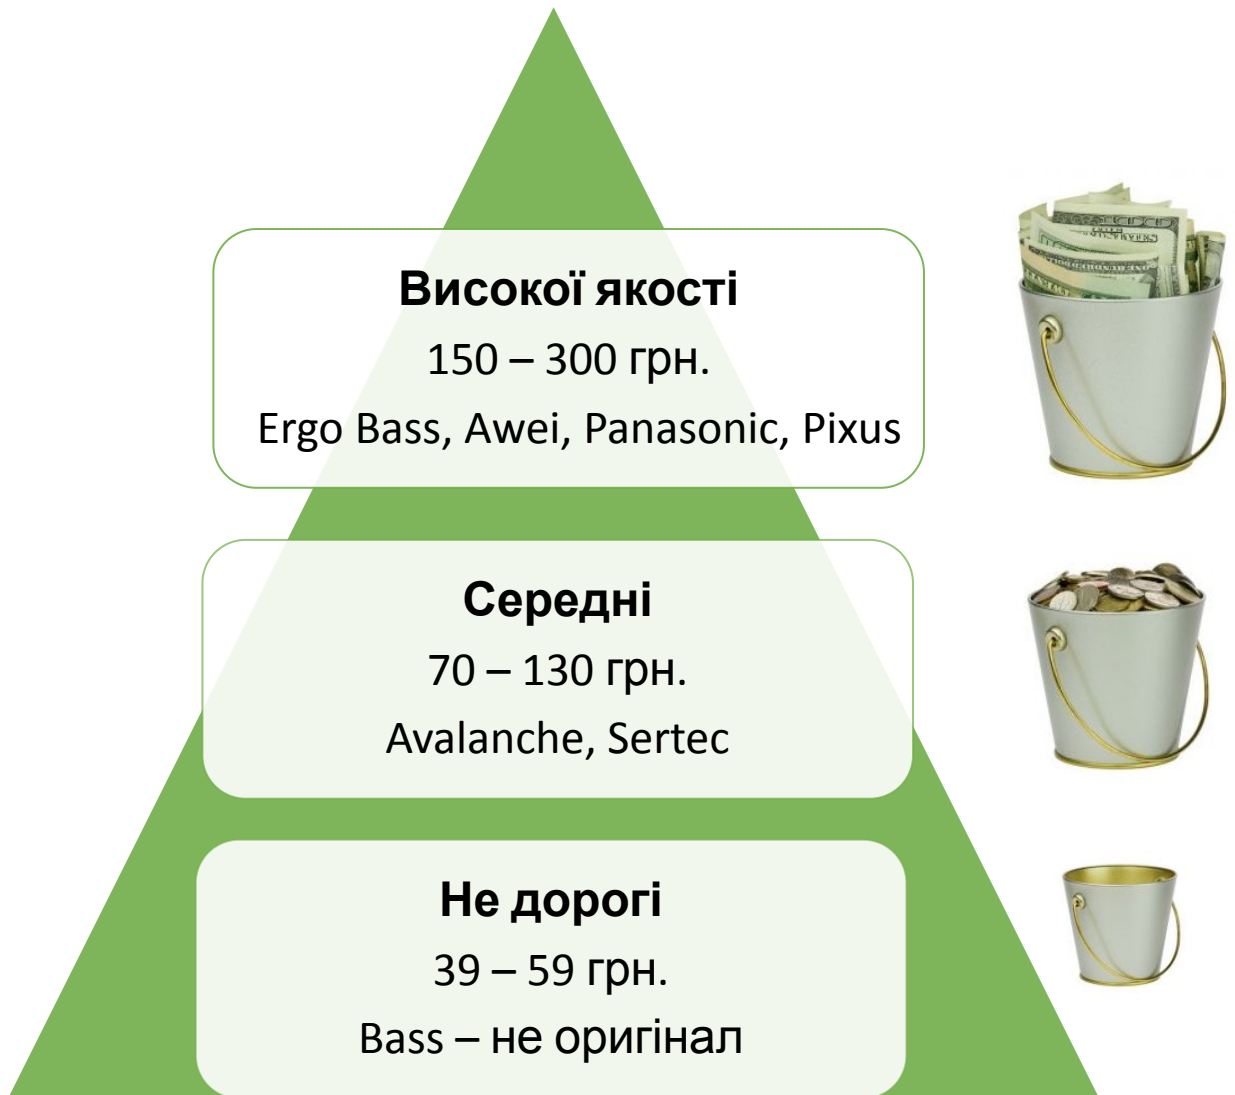 Високої якості
150 – 300 грн.
Ergo Bass, Awei, Panasonic, Pixus
Середні
70 – 130 грн.
Avalanche, Sertec
Не дорогі
39 – 59 грн.
Bass – не оригінал